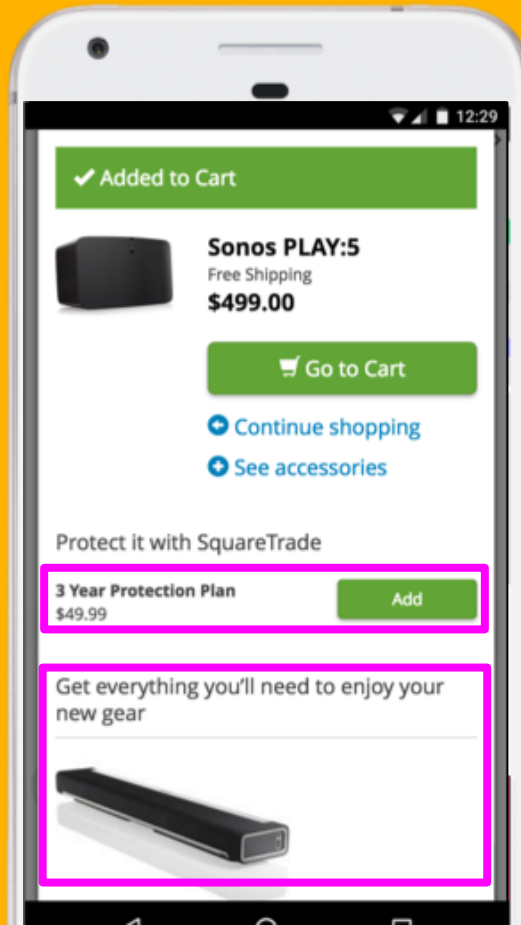 12:29
Added to Cart
Sonos PLAY:5
Free Shipping
$499.00
Go to Cart
Continue shopping
See accessories
Protect it with SquareTrade
3 Year Protection Plan
$49.99
Add
Get everything you'll need to enjoy your
new gear